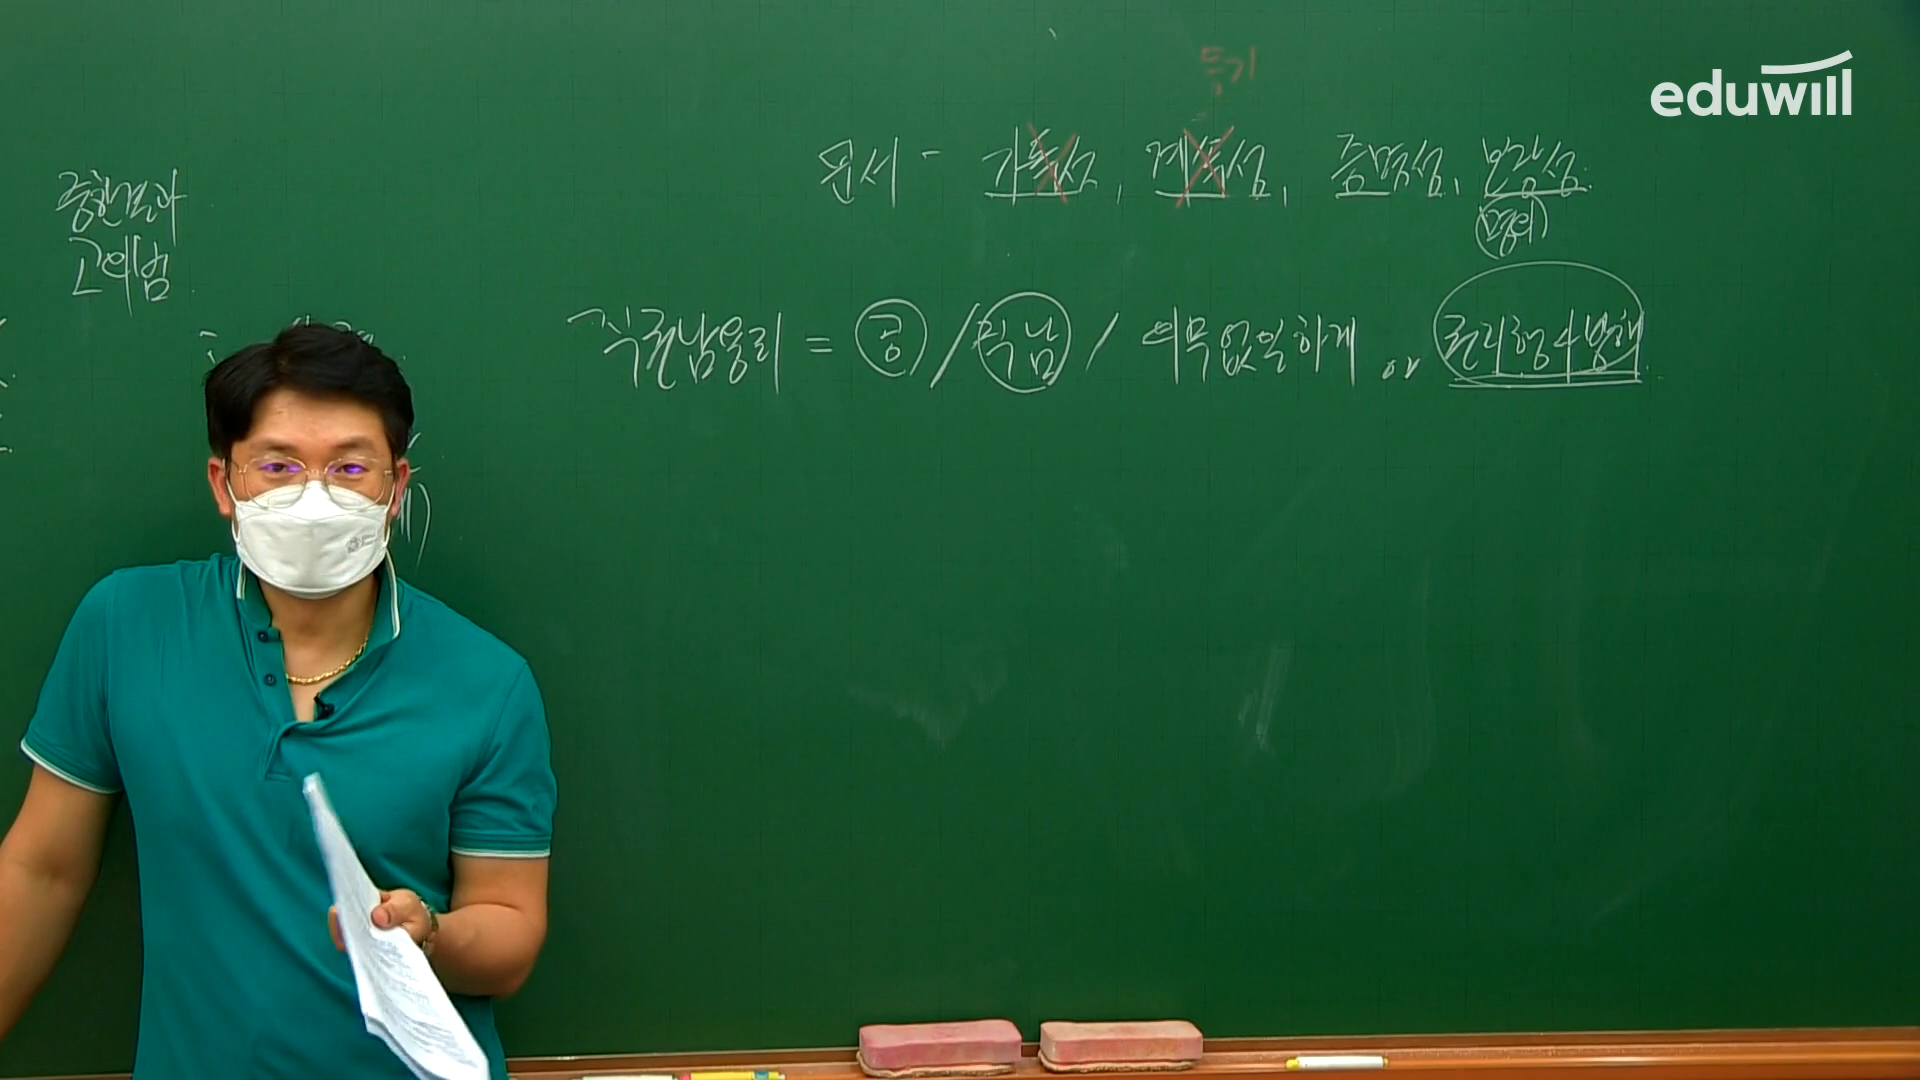 eduwill
등기
문서 - 가독성, 계속성, 증명성, 보장성.
(명의)
중한결과
고의범
직권남용리 = 공 / 직남 / 의무없일하게 or 권리행사방해